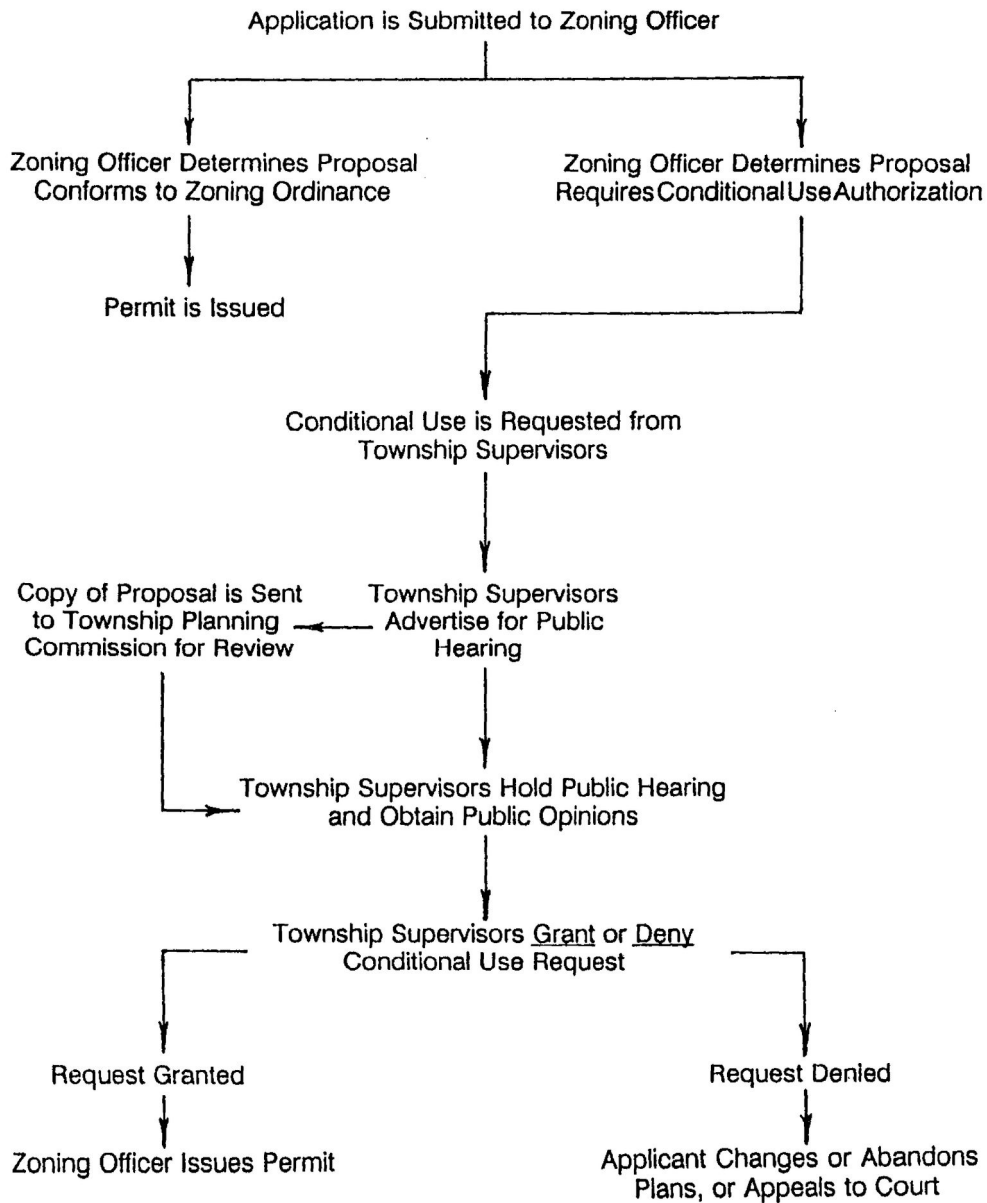 Application is Submitted to Zoning Officer
Zoning Officer Determines Proposal
Conforms to Zoning Ordinance
Zoning Officer Determines Proposal
Requires Conditional Use Authorization
Permit is Issued
Conditional Use is Requested from
Township Supervisors
Copy of Proposal is Sent
to Township Planning
Commission for Review
Township Supervisors
Advertise for Public
Hearing
Township Supervisors Hold Public Hearing
and Obtain Public Opinions
Township Supervisors Grant or Deny
Conditional Use Request
Request Granted
Request Denied
Zoning Officer Issues Permit
Applicant Changes or Abandons
Plans, or Appeals to Court